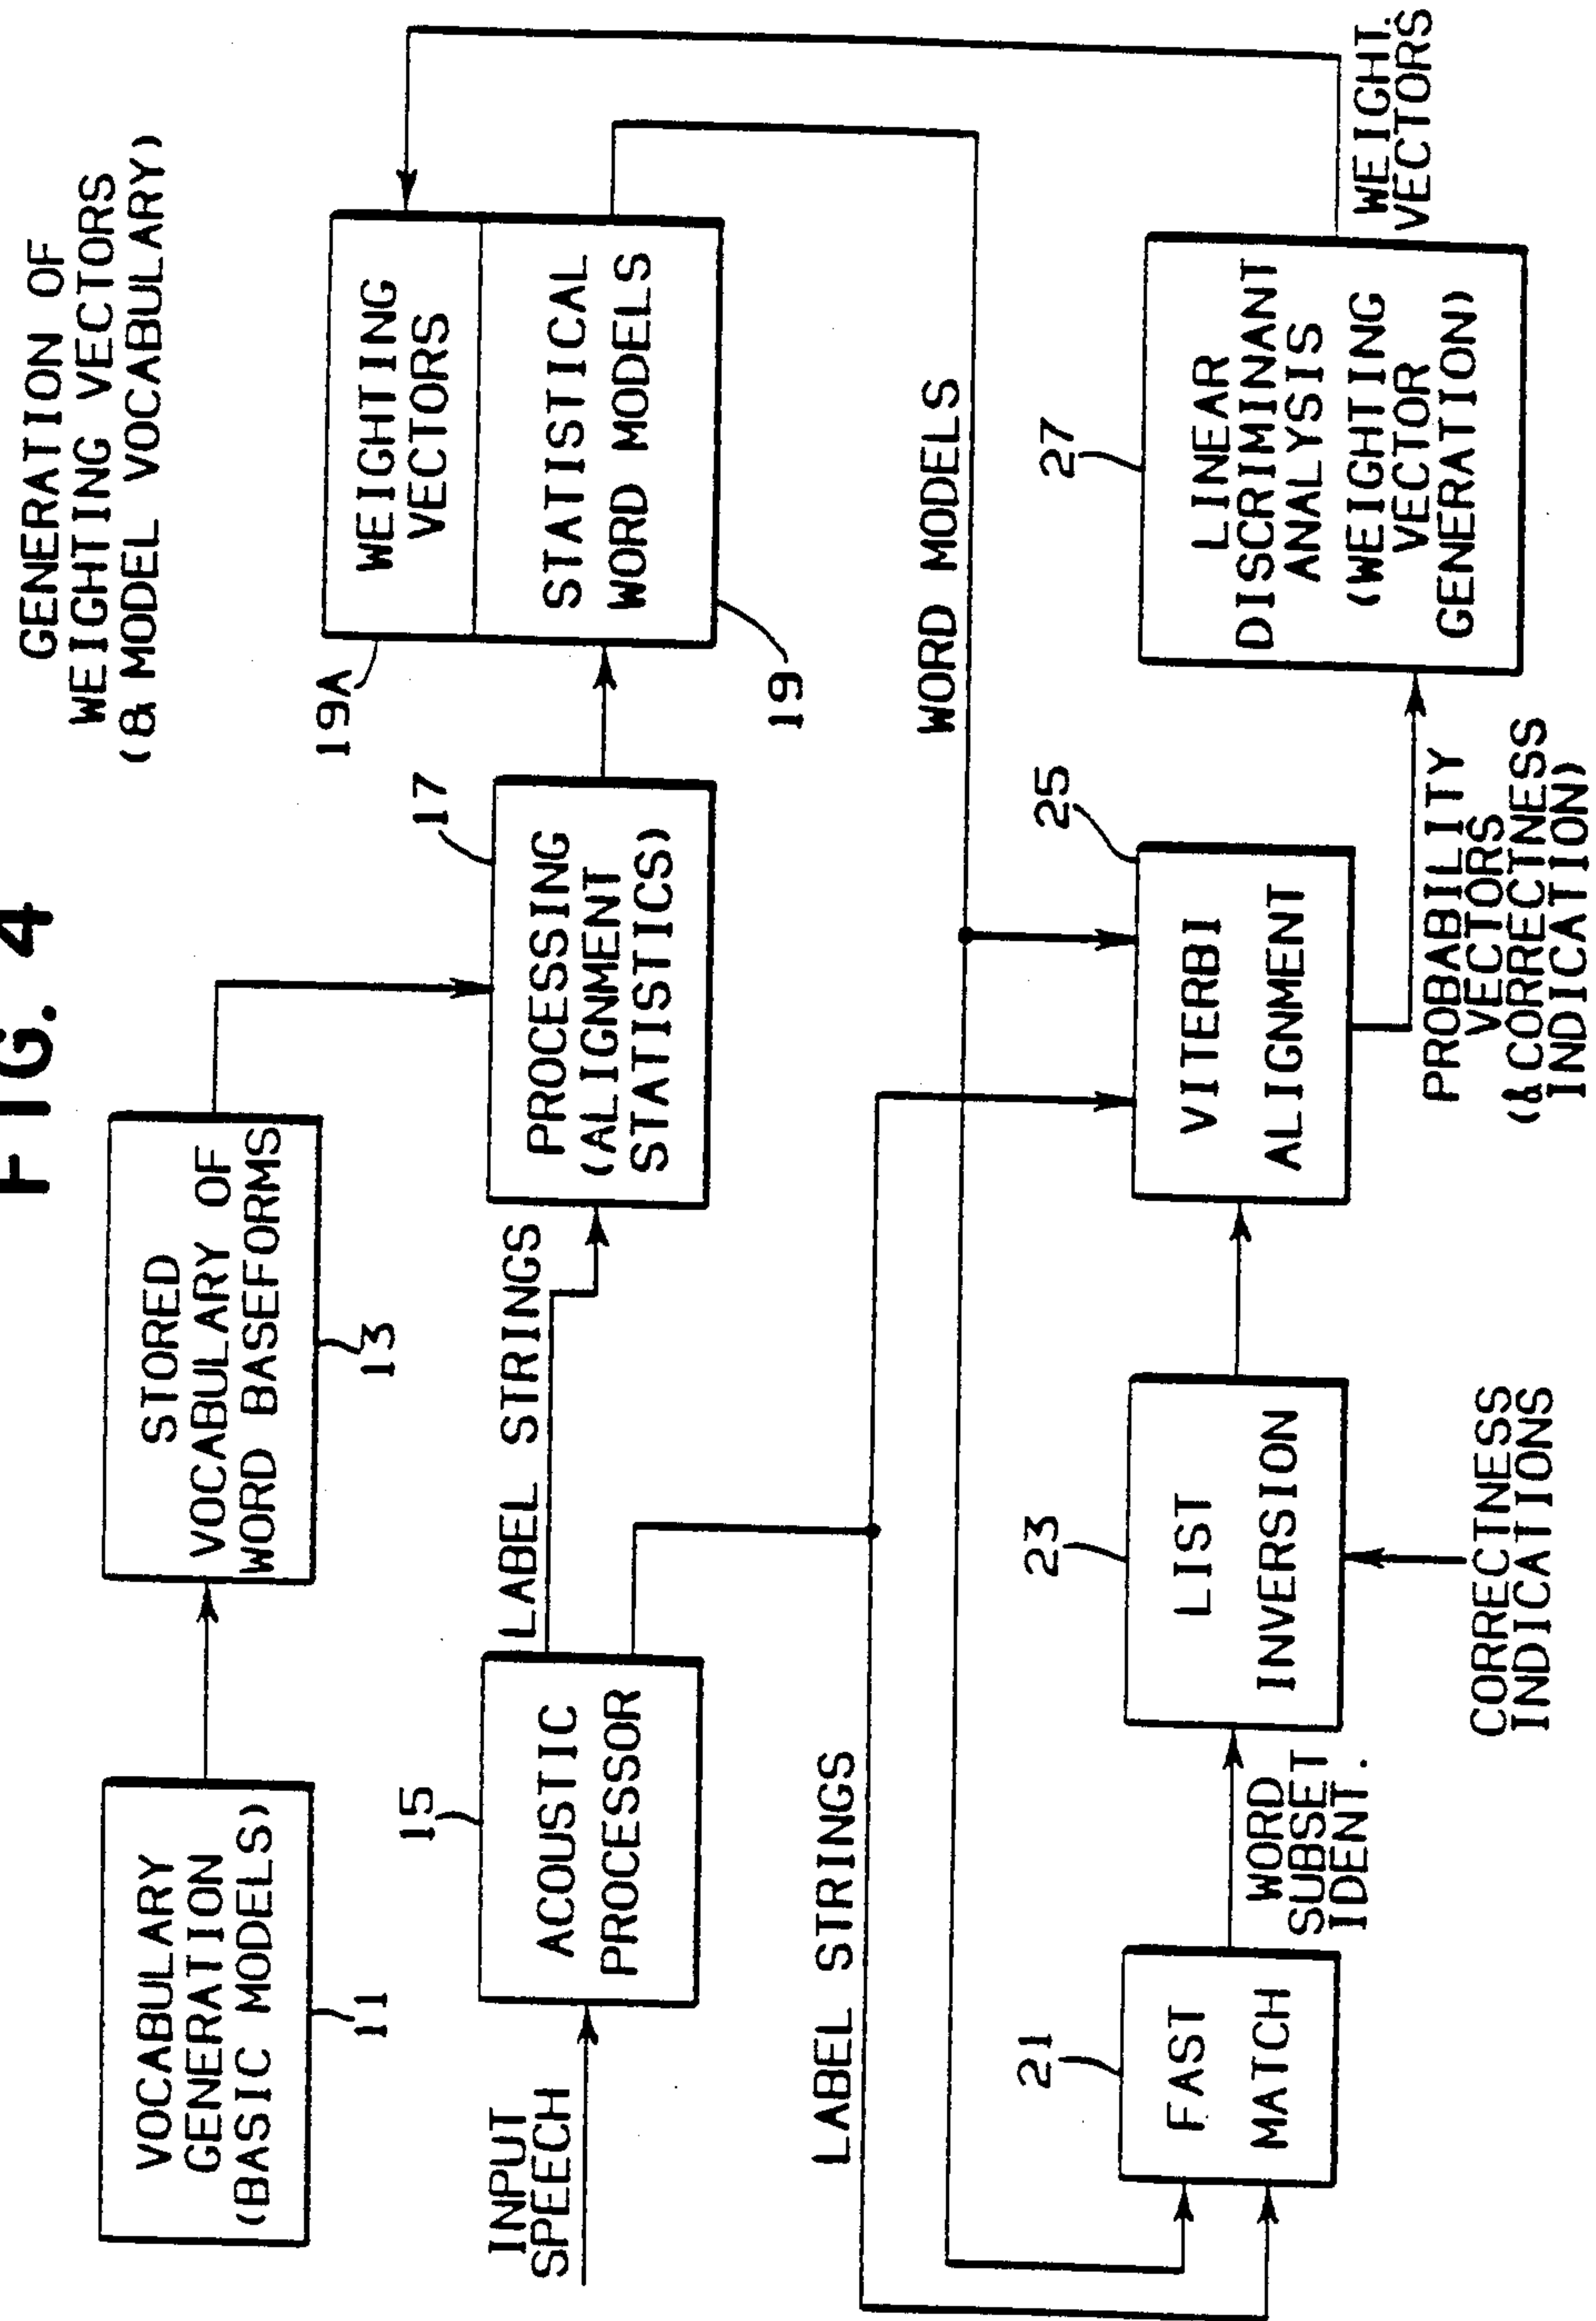 FIG. 4
GENERATION OF
WEIGHTING VECTORS
(& MODEL VOCABULARY)
VOCABULARY
GENERATION
(BASIC MODELS)
11
STORED
VOCABULARY OF
WORD BASEFORMS
13
INPUT
SPEECH
15
ACOUSTIC
PROCESSOR
LABEL STRINGS
17
PROCESSING
(ALIGNMENT
STATISTICS)
19A
WEIGHTING
VECTORS
STATISTICAL
WORD MODELS
19
LABEL STRINGS
WORD MODELS
21
FAST
MATCH
WORD
SUBSET
IDENT.
23
LIST
INVERSION
CORRECTNESS
INDICATIONS
25
VITERBI
ALIGNMENT
PROBABILITY
VECTORS
(& CORRECTNESS
INDICATION)
27
LINEAR
DISCRIMINANT
ANALYSIS
(WEIGHTING
VECTOR
GENERATION)
WEIGHT.
VECTORS